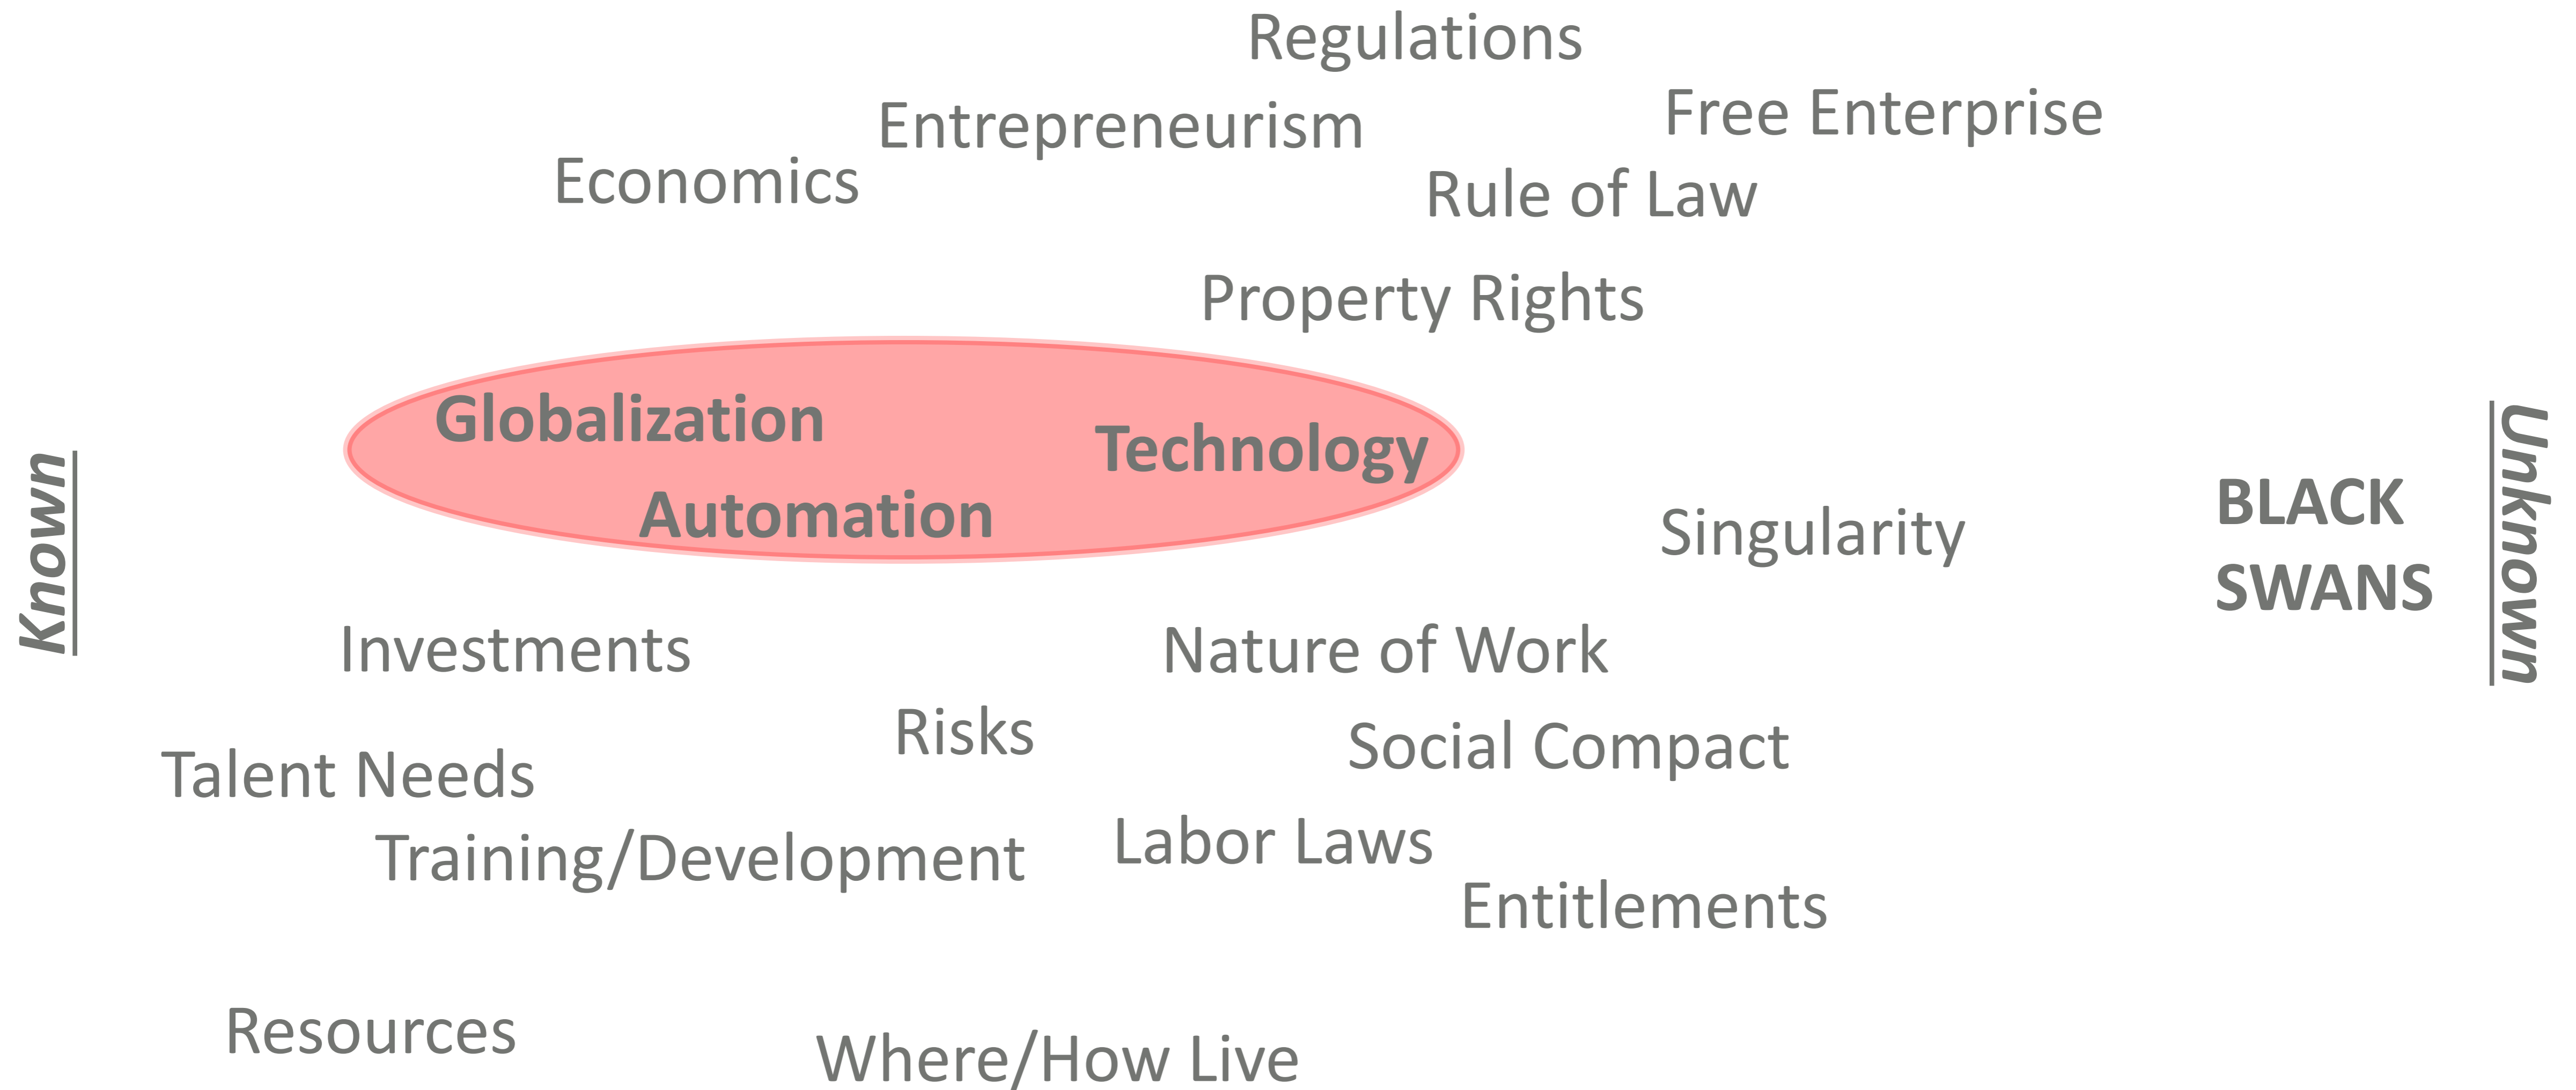 Regulations
Free Enterprise
Entrepreneurism
Economics
Rule of Law
Property Rights
Globalization
Technology
Automation
Known
Unknown
BLACK
SWANS
Singularity
Investments
Nature of Work
Risks
Social Compact
Talent Needs
Training/Development
Labor Laws
Entitlements
Resources
Where/How Live